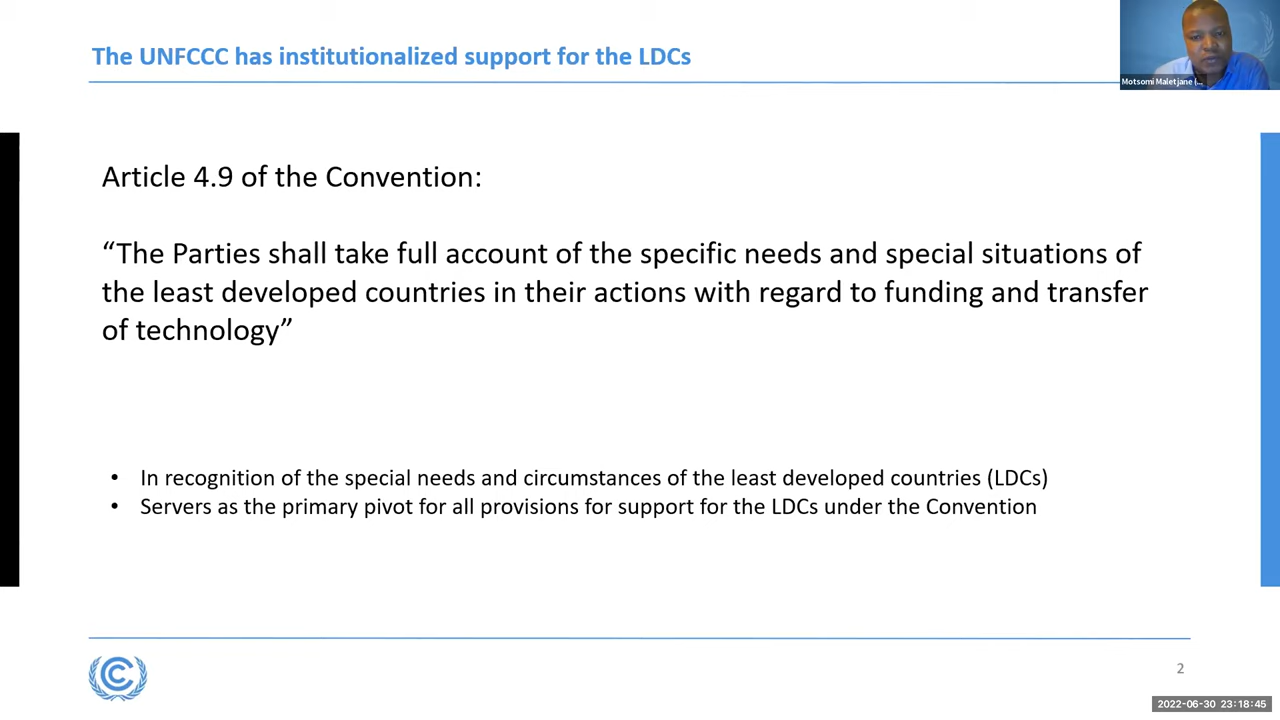 The UNFCCC has institutionalized support for the LDCs
Motsomi Maletjane (...
Article 4.9 of the Convention:
“The Parties shall take full account of the specific needs and special situations of
the least developed countries in their actions with regard to funding and transfer
of technology”
• In recognition of the special needs and circumstances of the least developed countries (LDCs)
• Servers as the primary pivot for all provisions for support for the LDCs under the Convention
2
2022-06-30 23:18:45